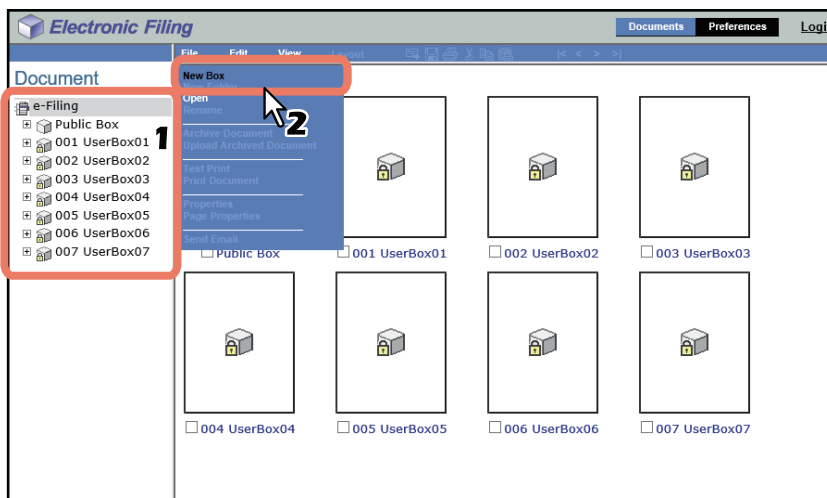 Electronic Filing
Documents Preferences Logi
File Edit View Layout |< < > >|
Document
e-Filing
Public Box
001 UserBox01
002 UserBox02
003 UserBox03
004 UserBox04
005 UserBox05
006 UserBox06
007 UserBox07
1
New Box
New Folder
Open
Rename
2
Archive Document
Upload Archived Document
Test Print
Print Document
Properties
Page Properties
Send Email
Public Box 001 UserBox01 002 UserBox02 003 UserBox03
004 UserBox04 005 UserBox05 006 UserBox06 007 UserBox07